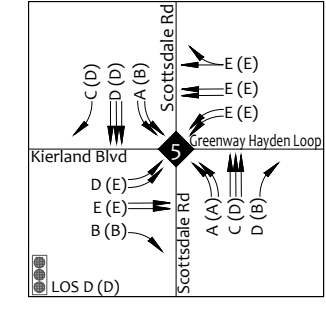 Scottsdale Rd
C (D)
D (D)
A (B)
E (E)
E (E)
E (E)
Kierland Blvd
5
Greenway Hayden Loop
D (E)
E (E)
B (B)
A (A)
C (D)
D (B)
Scottsdale Rd
LOS D (D)